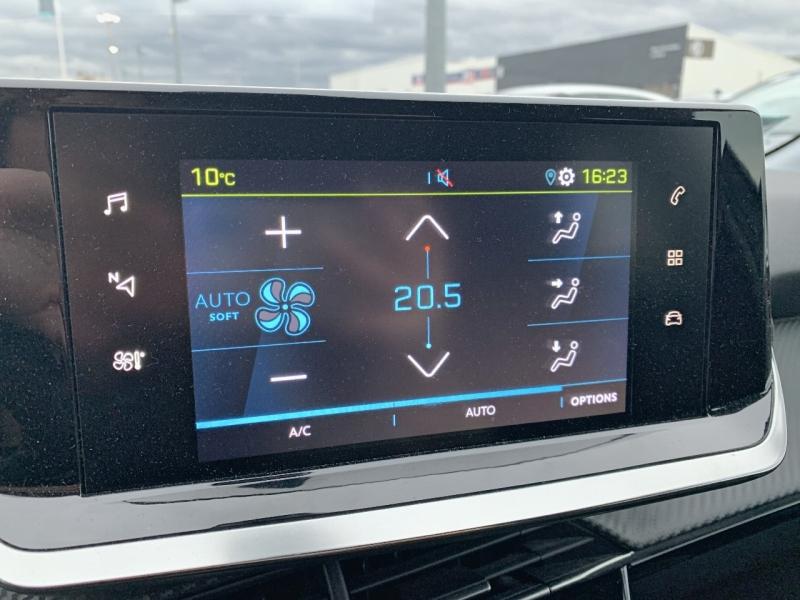 10°C
16:23
N
AUTO
SOFT
20.5
A/C
AUTO
OPTIONS